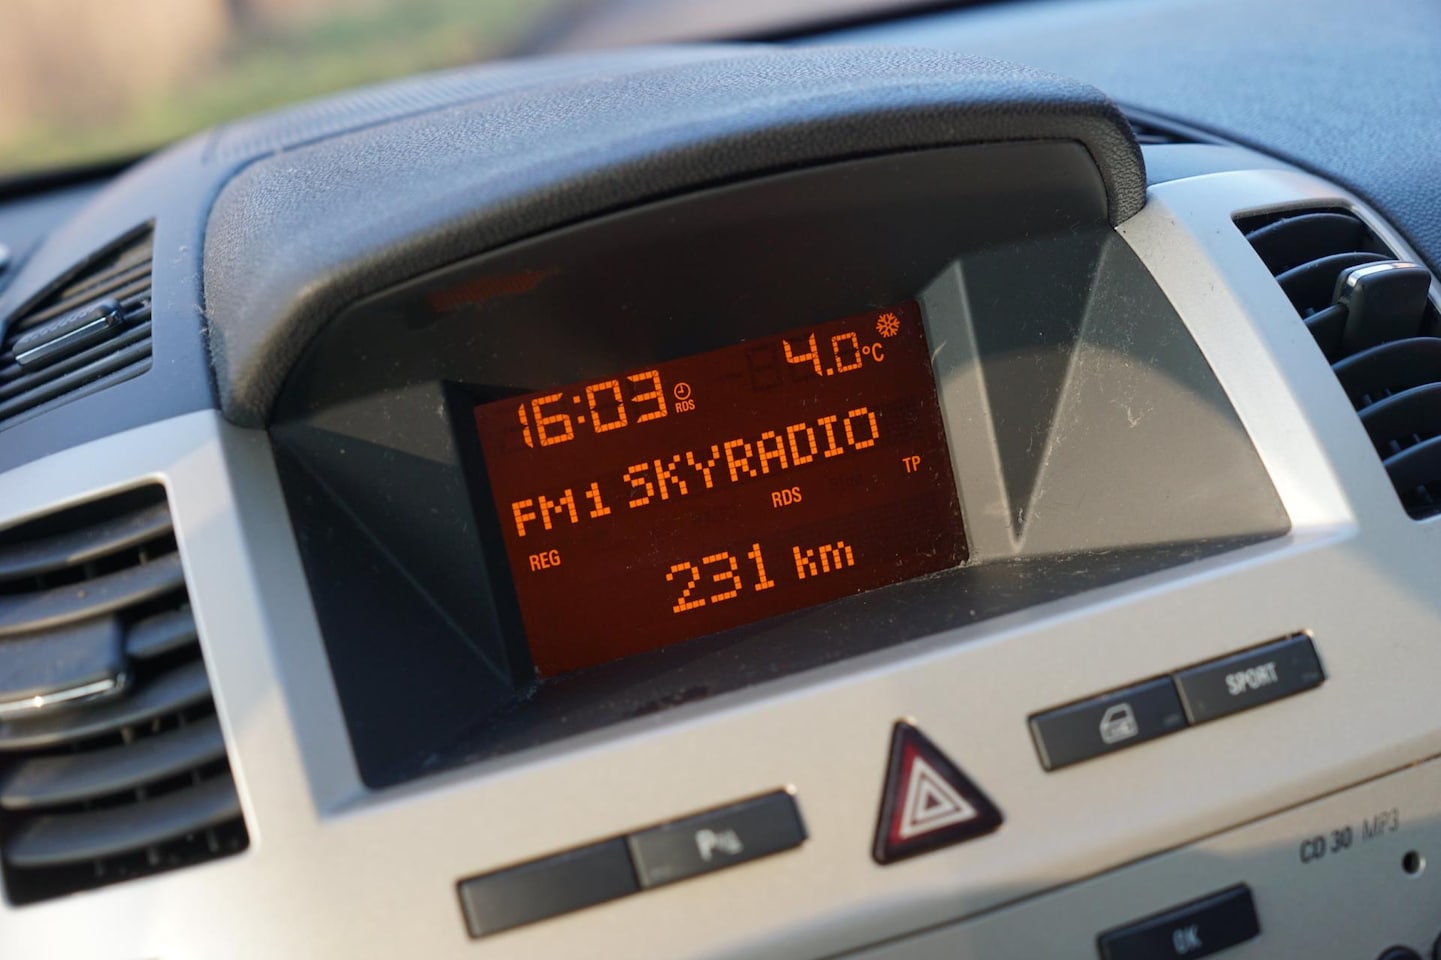 16:03 RDS 4.0°C
FM1 SKYRADIO
REG RDS TP
231 km
SPORT
CD 30 MP3
OK